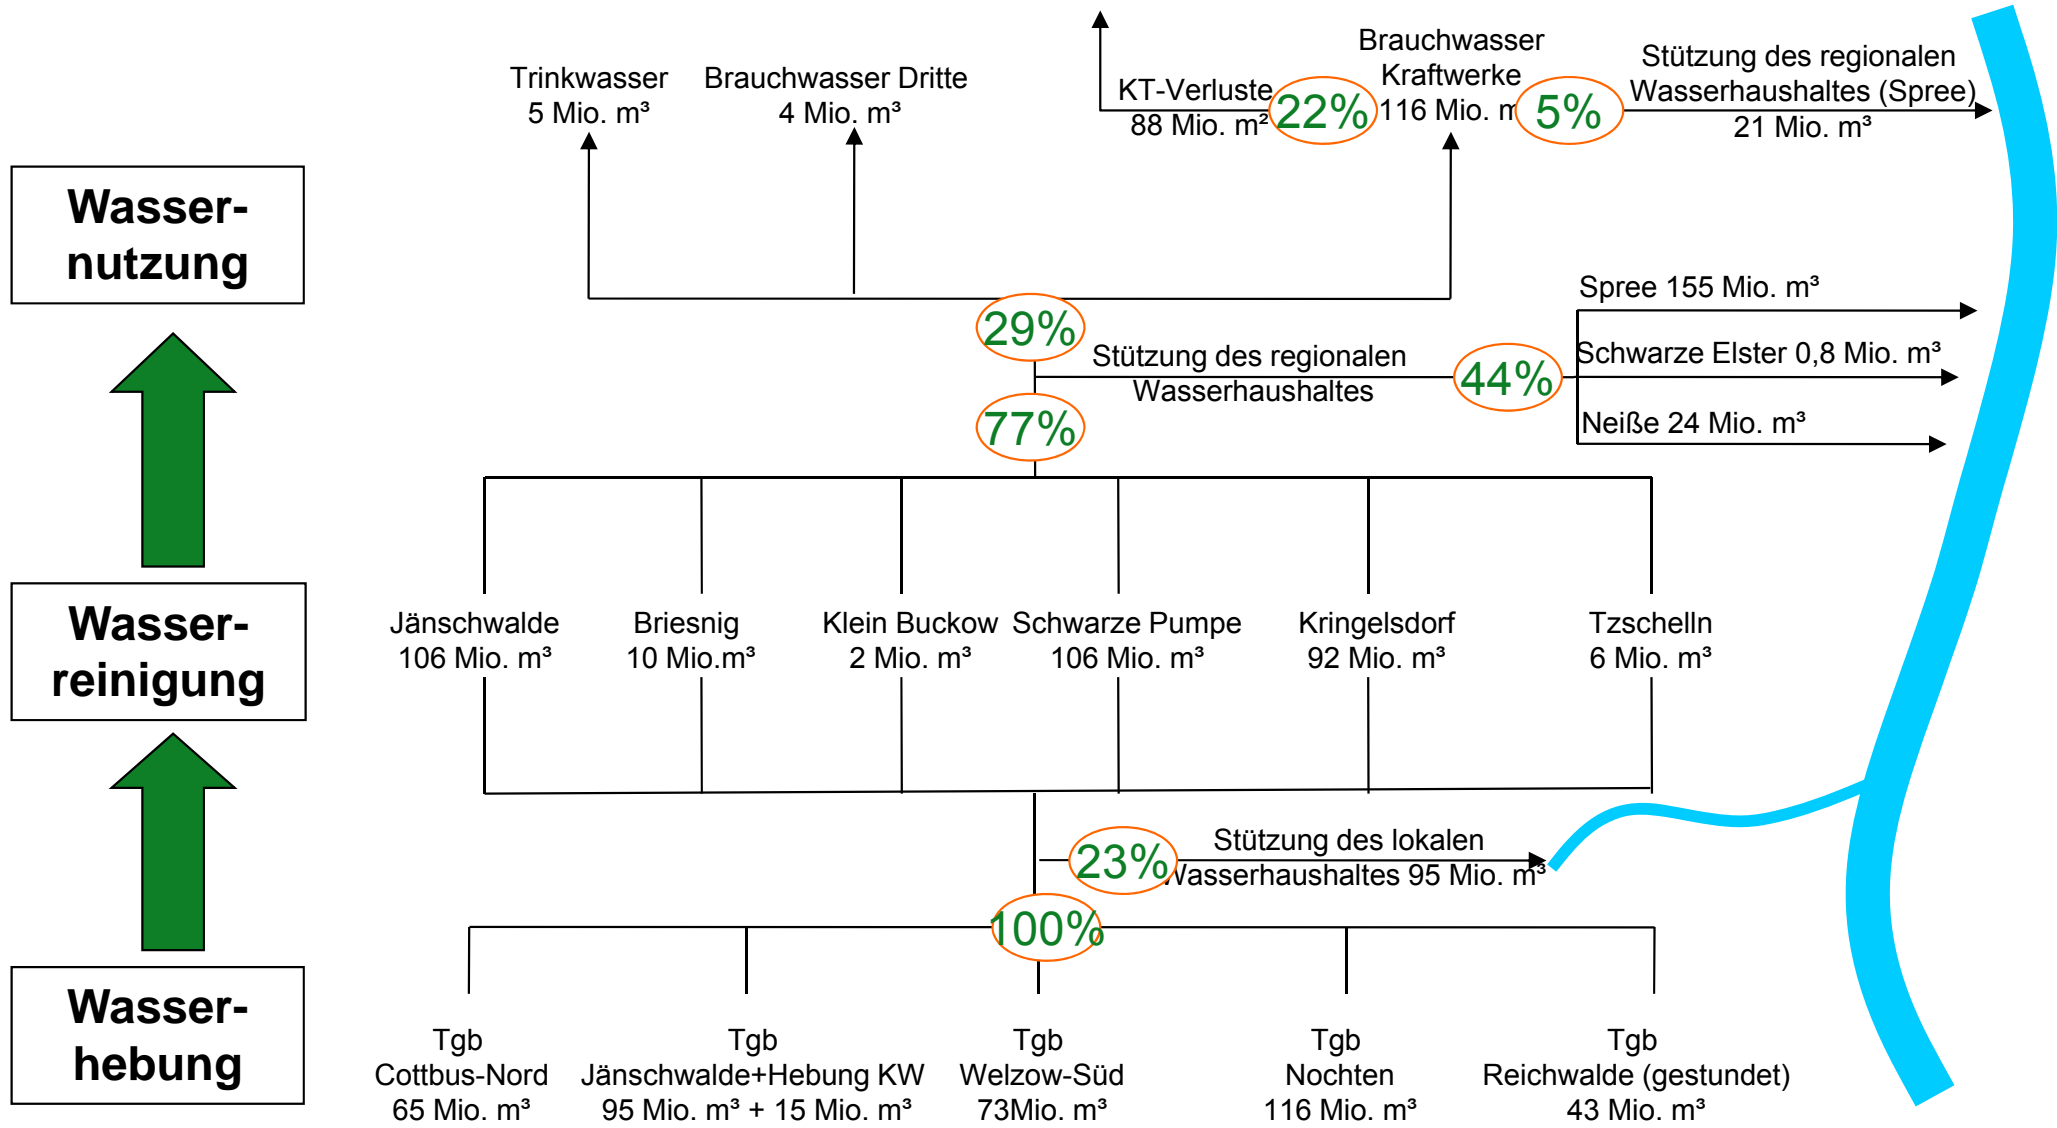 Trinkwasser
5 Mio. m³
Brauchwasser Dritte
4 Mio. m³
KT-Verluste
88 Mio. m²
22%
Brauchwasser
Kraftwerke
116 Mio. m
5%
Stützung des regionalen
Wasserhaushaltes (Spree)
21 Mio. m³
Wasser-
nutzung
29%
Stützung des regionalen
Wasserhaushaltes
44%
Spree 155 Mio. m³
Schwarze Elster 0,8 Mio. m³
Neiße 24 Mio. m³
77%
Wasser-
reinigung
Jänschwalde
106 Mio. m³
Briesnig
10 Mio.m³
Klein Buckow
2 Mio. m³
Schwarze Pumpe
106 Mio. m³
Kringelsdorf
92 Mio. m³
Tzschelln
6 Mio. m³
23%
Stützung des lokalen
Wasserhaushaltes 95 Mio. m³
100%
Wasser-
hebung
Tgb
Cottbus-Nord
65 Mio. m³
Tgb
Jänschwalde+Hebung KW
95 Mio. m³ + 15 Mio. m³
Tgb
Welzow-Süd
73Mio. m³
Tgb
Nochten
116 Mio. m³
Tgb
Reichwalde (gestundet)
43 Mio. m³